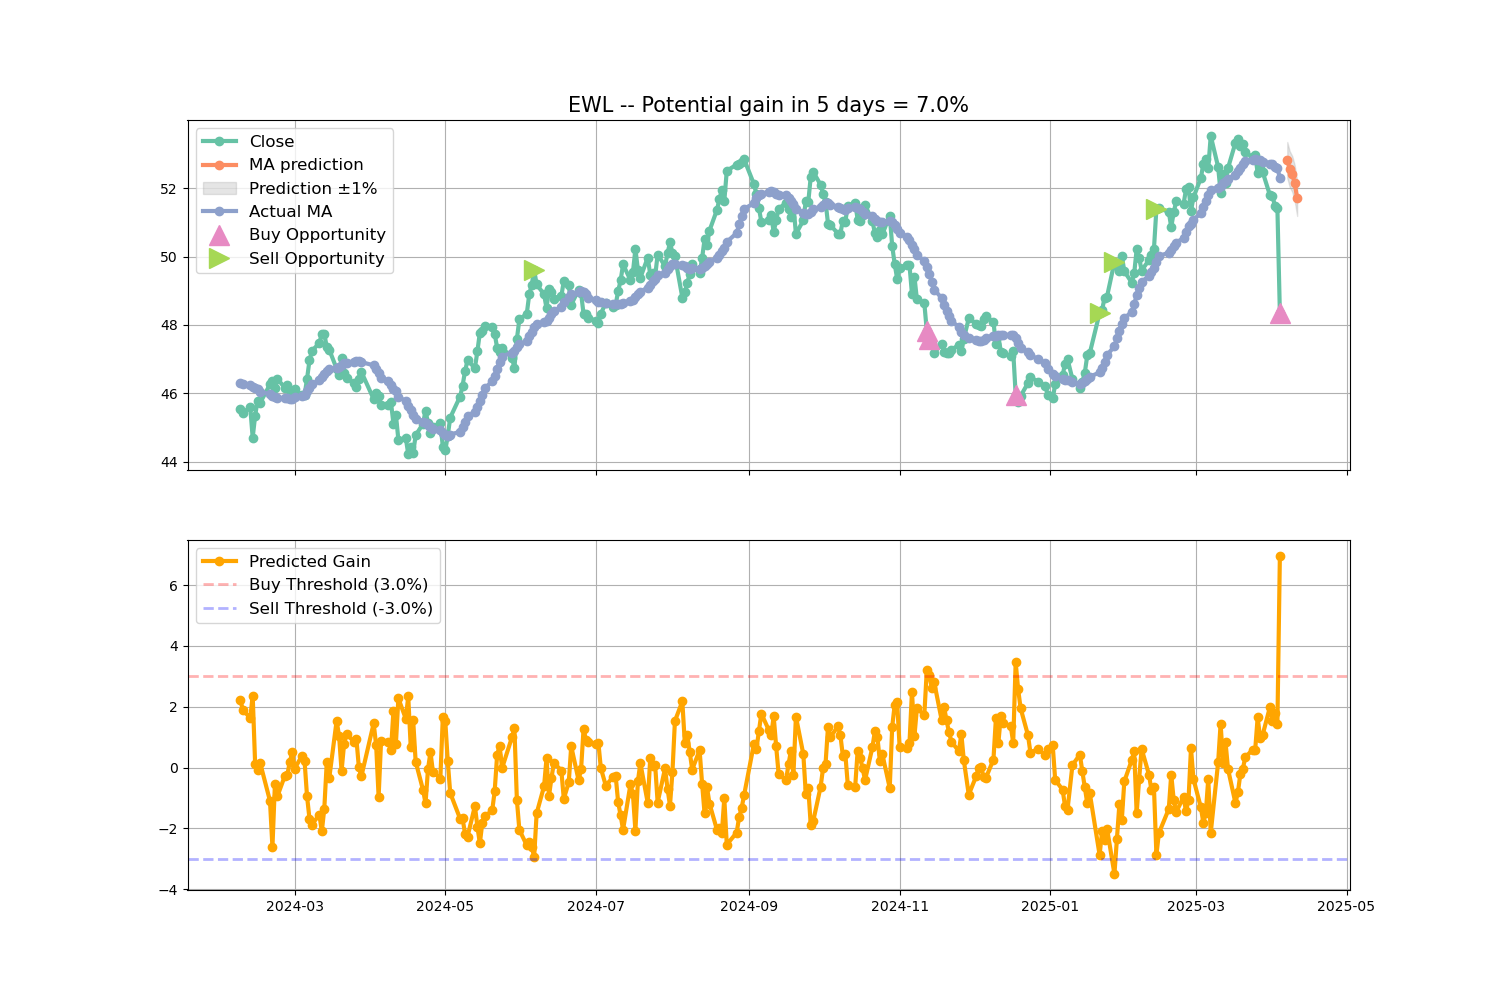 EWL -- Potential gain in 5 days = 7.0%
Close
MA prediction
Prediction ±1%
Actual MA
Buy Opportunity
Sell Opportunity
52
50
48
46
44
Predicted Gain
Buy Threshold (3.0%)
Sell Threshold (-3.0%)
6
4
2
0
−2
−4
2024-03 2024-05 2024-07 2024-09 2024-11 2025-01 2025-03 2025-05